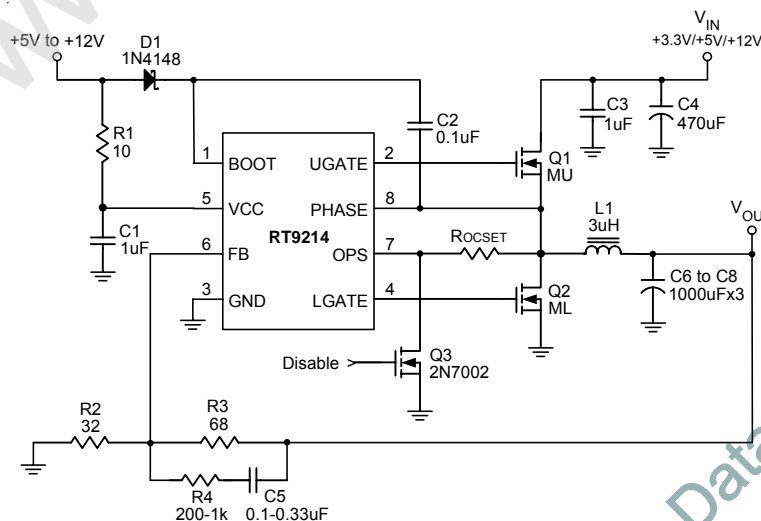 +5V to +12V
D1
1N4148
VIN
+3.3V/+5V/+12V
R1
10
C2
0.1uF
C3
1uF
C4
470uF
1
BOOT
UGATE
2
Q1
MU
5
VCC
PHASE
8
L1
3uH
C1
1uF
RT9214
6
FB
OPS
7
ROCSET
4
LGATE
3
GND
Q2
ML
C6 to C8
1000uFx3
Disable
Q3
2N7002
R2
32
R3
68
R4
200-1k
C5
0.1-0.33uF
Data